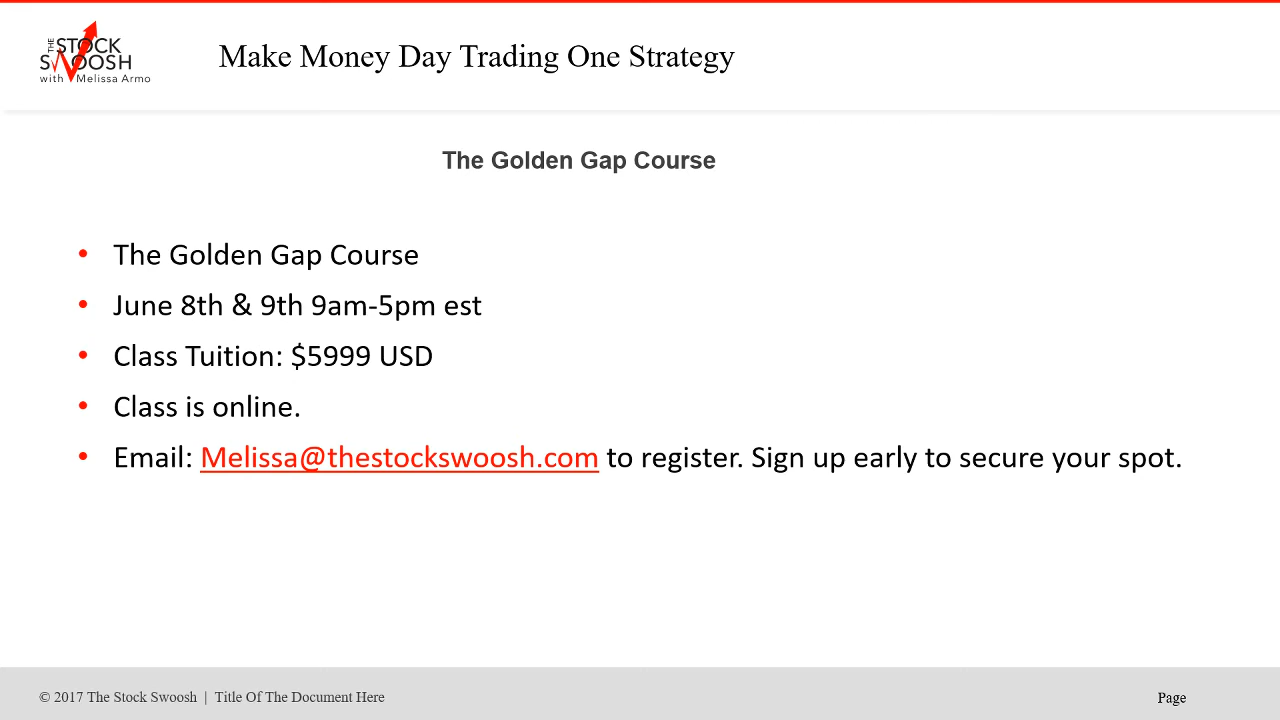 THE STOCK
SWOOSH
with Melissa Armo
Make Money Day Trading One Strategy
The Golden Gap Course
• The Golden Gap Course
• June 8th & 9th 9am-5pm est
• Class Tuition: $5999 USD
• Class is online.
• Email: Melissa@thestockswoosh.com to register. Sign up early to secure your spot.
© 2017 The Stock Swoosh | Title Of The Document Here
Page